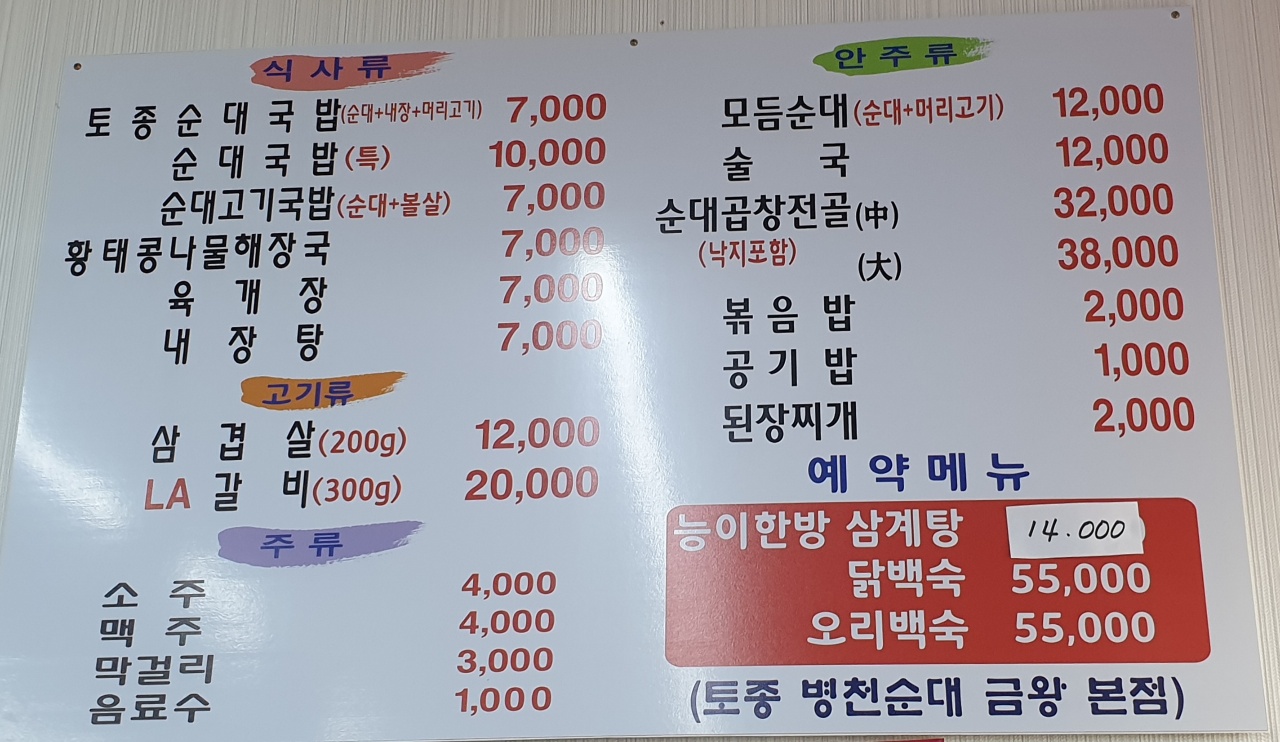 식사류
토종순대국밥(순대+내장+머리고기) 7,000
순대국밥(특) 10,000
순대고기국밥(순대+볼살) 7,000
황태콩나물해장국 7,000
육개장 7,000
내장탕 7,000
고기류
삼겹살(200g) 12,000
LA갈비(300g) 20,000
주류
소주 4,000
맥주 4,000
막걸리 3,000
음료수 1,000
안주류
모듬순대(순대+머리고기) 12,000
술국 12,000
순대곱창전골(中) 32,000
(낙지포함) (大) 38,000
볶음밥 2,000
공기밥 1,000
된장찌개 2,000
예약메뉴
능이한방 삼계탕 14.000
닭백숙 55,000
오리백숙 55,000
(토종 병천순대 금왕 본점)